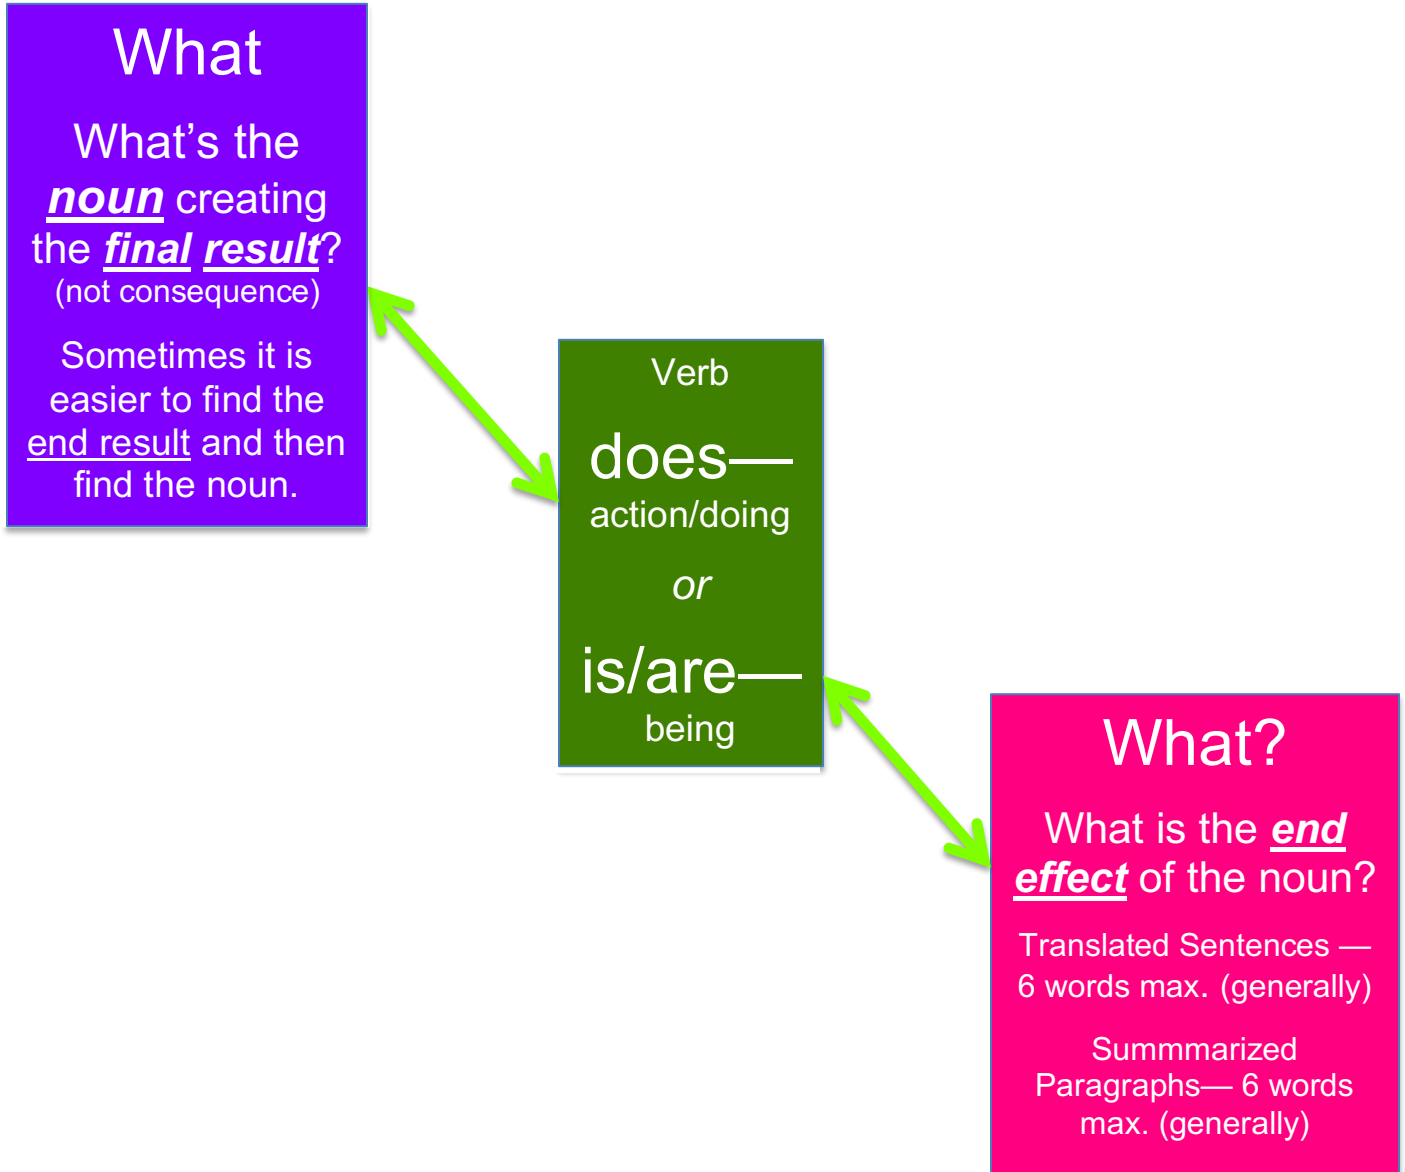 What
What’s the
noun creating
the final result?
(not consequence)
Sometimes it is
easier to find the
end result and then
find the noun.
Verb
does—
action/doing
or
is/are—
being
What?
What is the end
effect of the noun?
Translated Sentences —
6 words max. (generally)
Summmarized
Paragraphs— 6 words
max. (generally)